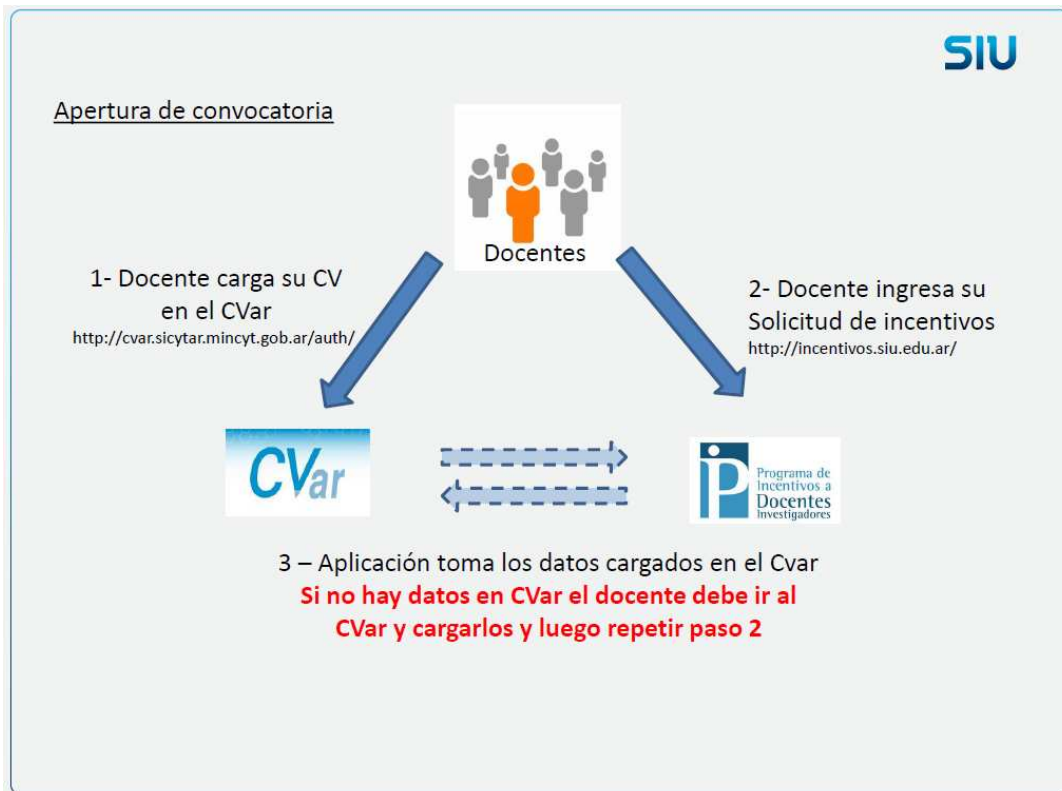 SIU
Apertura de convocatoria
Docentes
1- Docente carga su CV
en el CVar
http://cvar.sicytar.mincyt.gob.ar/auth/
2- Docente ingresa su
Solicitud de incentivos
http://incentivos.siu.edu.ar/
CVar
iP
Programa de
Incentivos a
Docentes
Investigadores
3 – Aplicación toma los datos cargados en el Cvar
Si no hay datos en CVar el docente debe ir al
CVar y cargarlos y luego repetir paso 2